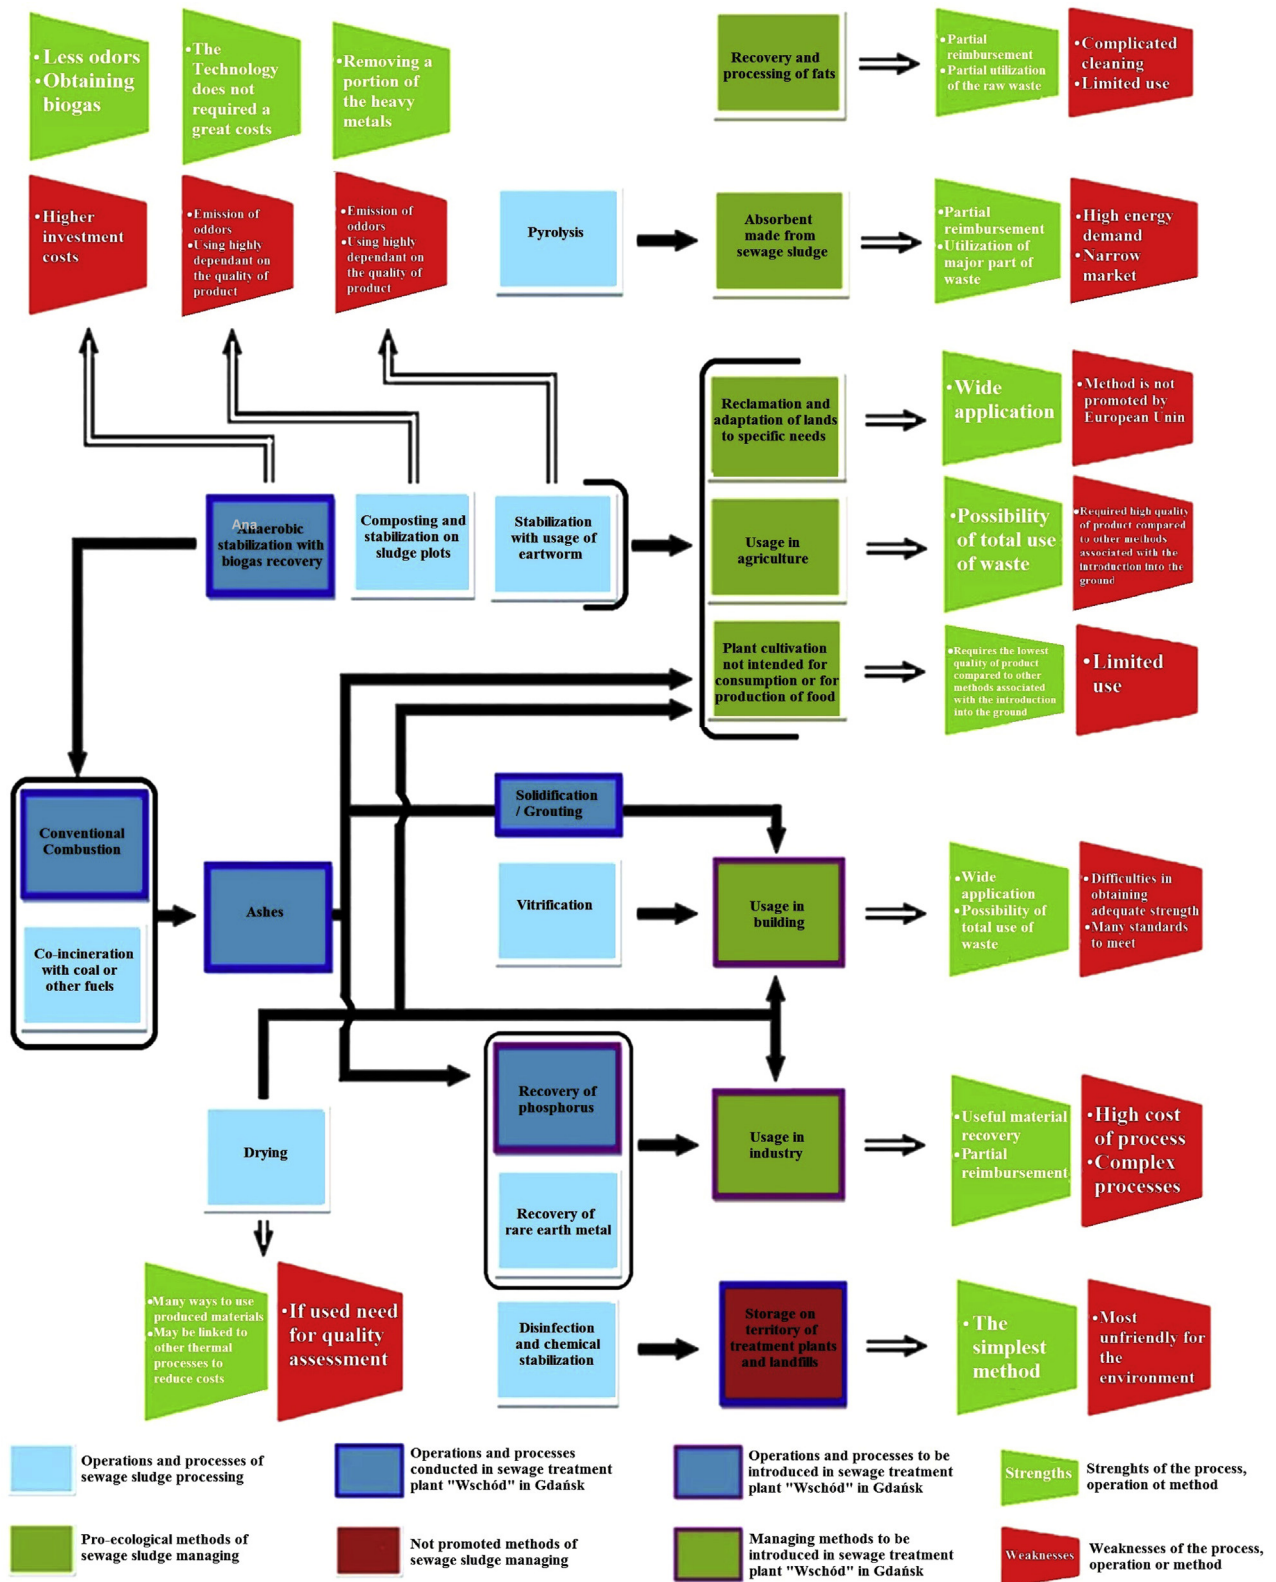 • Less odors
• Obtaining
biogas
• The
Technology
does not
required a
great costs
• Removing a
portion of
the heavy
metals
Recovery and
processing of fats
• Partial
reimbursement
• Partial utilization
of the raw waste
• Complicated
cleaning
• Limited use
• Higher
investment
costs
• Emission of
oddors
• Using highly
dependant on
the quality of
product
• Emission of
oddors
• Using highly
dependant on
the quality of
product
Pyrolysis
Absorbent
made from
sewage sludge
• Partial
reimbursement
• Utilization of
major part of
waste
• High energy
demand
• Narrow
market
Reclamation and
adaptation of lands
to specific needs
• Wide
application
• Method is not
promoted by
European Unin
Ana
Anaerobic
stabilization with
biogas recovery
Composting and
stabilization on
sludge plots
Stabilization
with usage of
eartworm
Usage in
agriculture
• Possibility
of total use
of waste
• Required high quality
of product compared
to other methods
associated with the
introduction into the
ground
Plant cultivation
not intended for
consumption or for
production of food
• Requires the lowest
quality of product
compared to other
methods associated
with the introduction
into the ground
• Limited
use
Solidification
/ Grouting
Conventional
Combustion
Ashes
Vitrification
Usage in
building
• Wide
application
• Possibility of
total use of
waste
• Difficulties in
obtaining
adequate strength
• Many standards
to meet
Co-incineration
with coal or
other fuels
Recovery of
phosphorus
Usage in
industry
• Useful material
recovery
• Partial
reimbursement
• High cost
of process
• Complex
processes
Drying
Recovery of
rare earth metal
• Many ways to use
produced materials
• May be linked to
other thermal
processes to
reduce costs
• If used need
for quality
assessment
Disinfection
and chemical
stabilization
Storage on
territory of
treatment plants
and landfills
• The
simplest
method
• Most
unfriendly for
the
environment
Operations and processes of
sewage sludge processing
Operations and processes
conducted in sewage treatment
plant "Wschód" in Gdańsk
Operations and processes to be
introduced in sewage treatment
plant "Wschód" in Gdańsk
Strengths
Strenghts of the process,
operation ot method
Pro-ecological methods of
sewage sludge managing
Not promoted methods of
sewage sludge managing
Managing methods to be
introduced in sewage treatment
plant "Wschód" in Gdańsk
Weaknesses
Weaknesses of the process,
operation or method